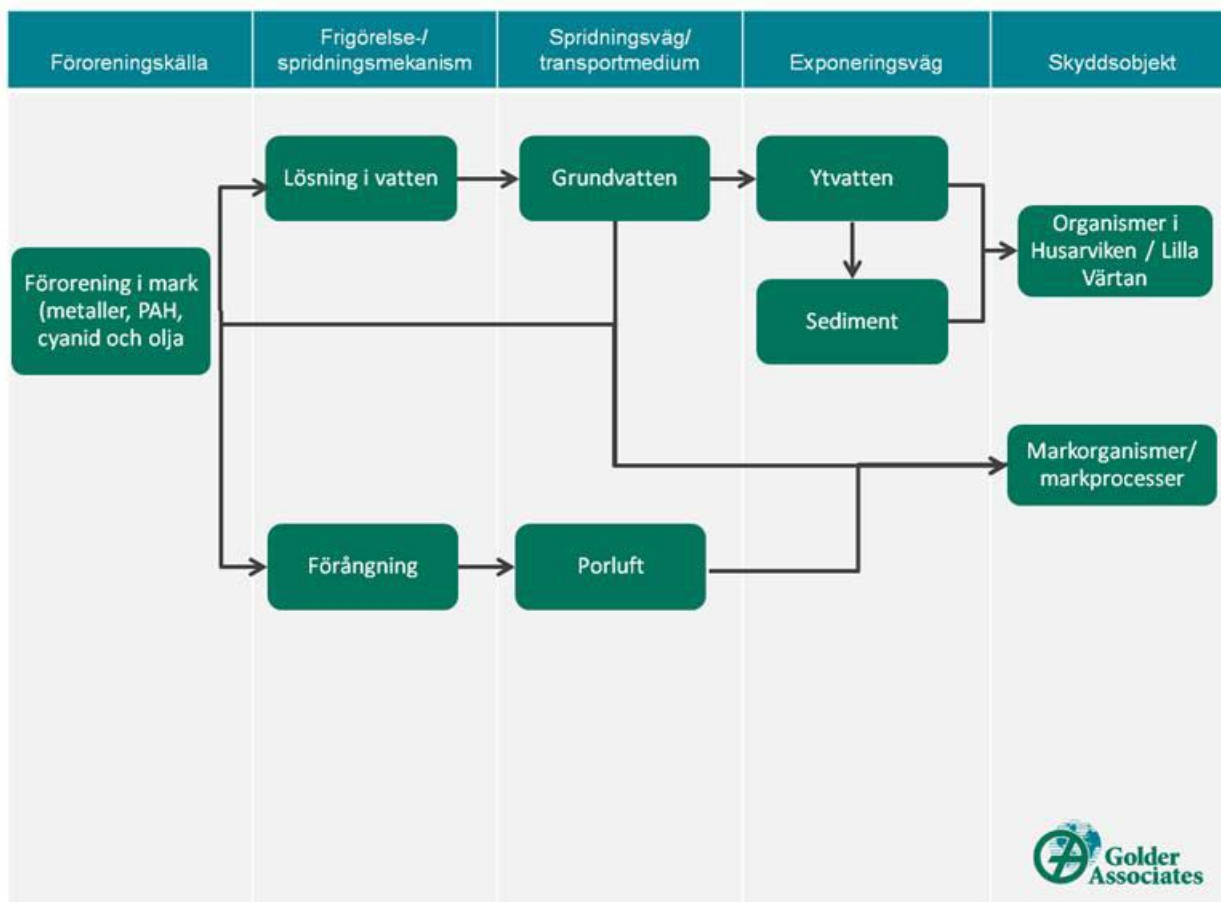 Föroreningskälla
Frigörelse-/
spridningsmekanism
Spridningsväg/
transportmedium
Exponeringsväg
Skyddsobjekt
Lösning i vatten
Grundvatten
Ytvatten
Organismer i
Husarviken / Lilla
Värtan
Förorening i mark
(metaller, PAH,
cyanid och olja
Sediment
Markorganismer/
markprocesser
Förångning
Porluft
Golder
Associates